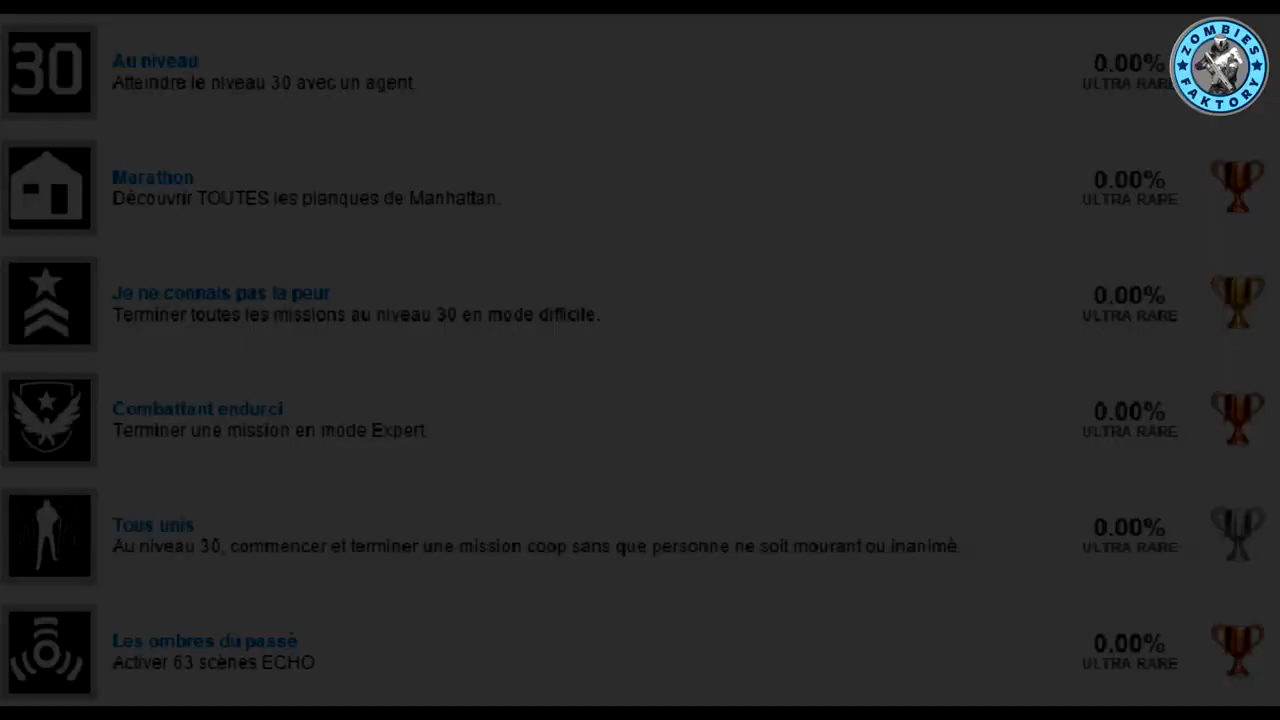 30
Au niveau
Atteindre le niveau 30 avec un agent.
0.00%
ULTRA RARE
ZOMBIES
FAKTORY
Marathon
Découvrir TOUTES les planques de Manhattan.
0.00%
ULTRA RARE
Je ne connais pas la peur
Terminer toutes les missions au niveau 30 en mode difficile.
0.00%
ULTRA RARE
Combattant endurci
Terminer une mission en mode Expert
0.00%
ULTRA RARE
Tous unis
Au niveau 30, commencer et terminer une mission coop sans que personne ne soit mourant ou inanimé.
0.00%
ULTRA RARE
Les ombres du passé
Activer 63 scènes ECHO
0.00%
ULTRA RARE